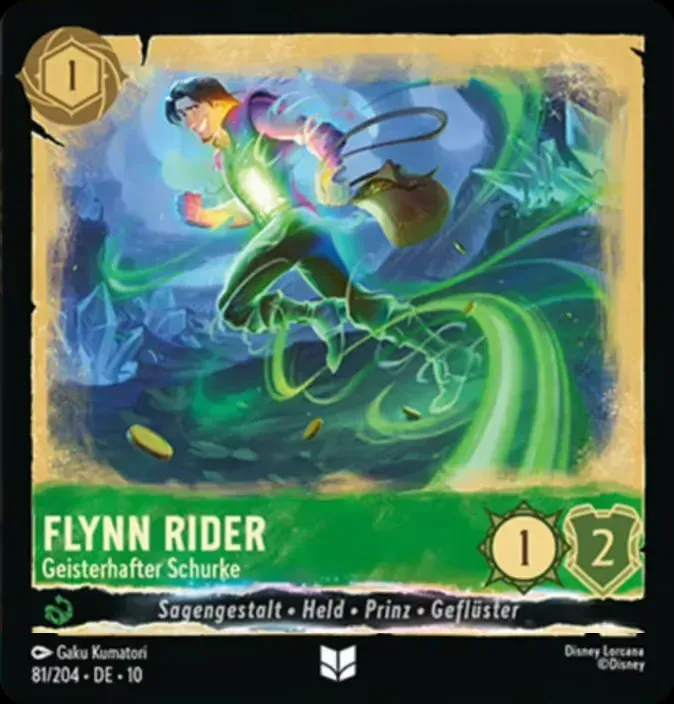 1
FLYNN RIDER
Geisterhafter Schurke
1
2
Sagengestalt • Held • Prinz • Geflüster
Gaku Kumatori
81/204 • DE • 10
Disney Lorcana
©Disney